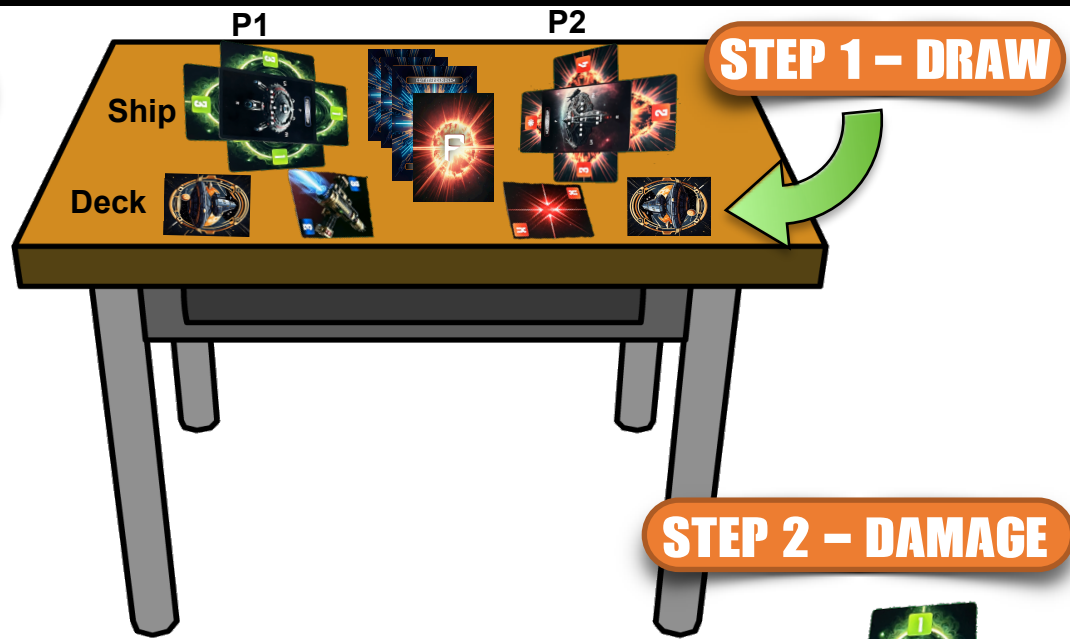 P1
P2
STEP 1 – DRAW
Ship
Deck
F
STEP 2 – DAMAGE